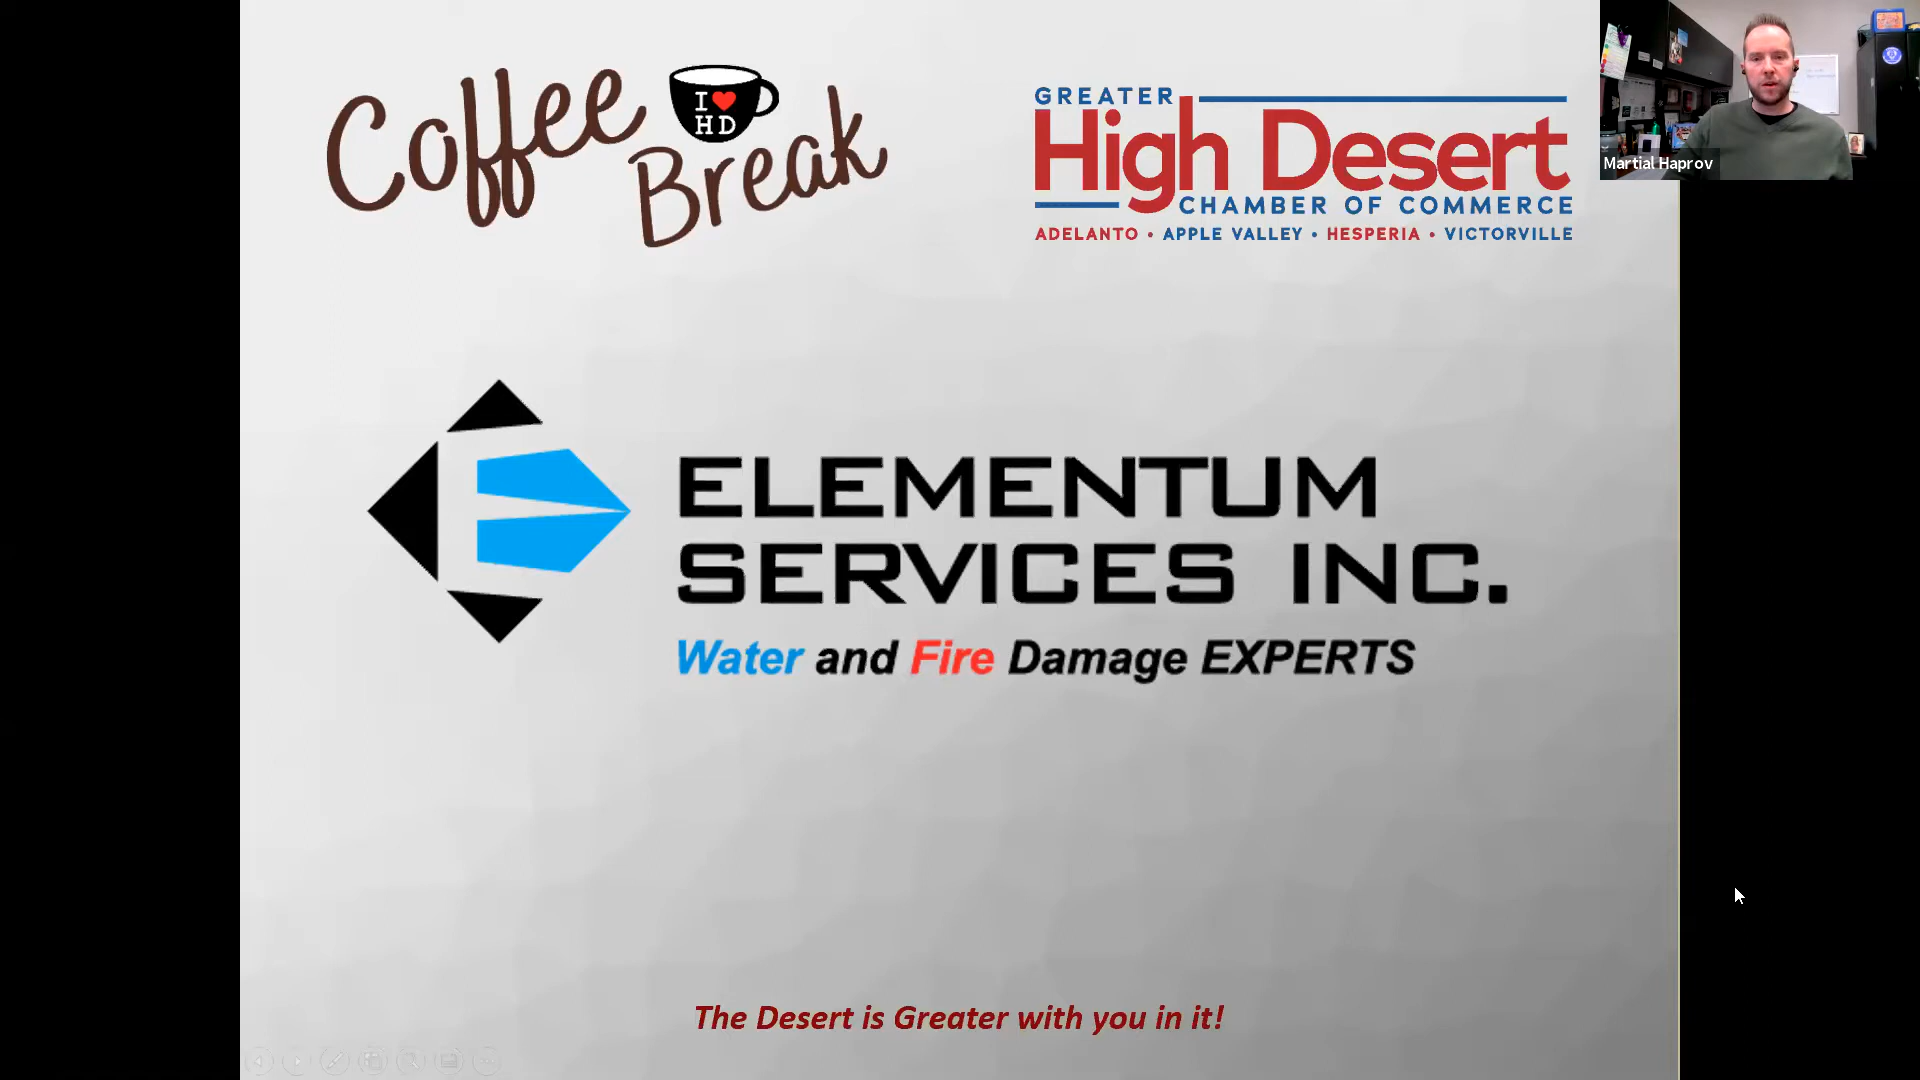 Coffee
I ♥
HD
Break
GREATER
High Desert
CHAMBER OF COMMERCE
ADELANTO • APPLE VALLEY • HESPERIA • VICTORVILLE
Martial Haprov
ELEMENTUM
SERVICES INC.
Water and Fire Damage EXPERTS
The Desert is Greater with you in it!